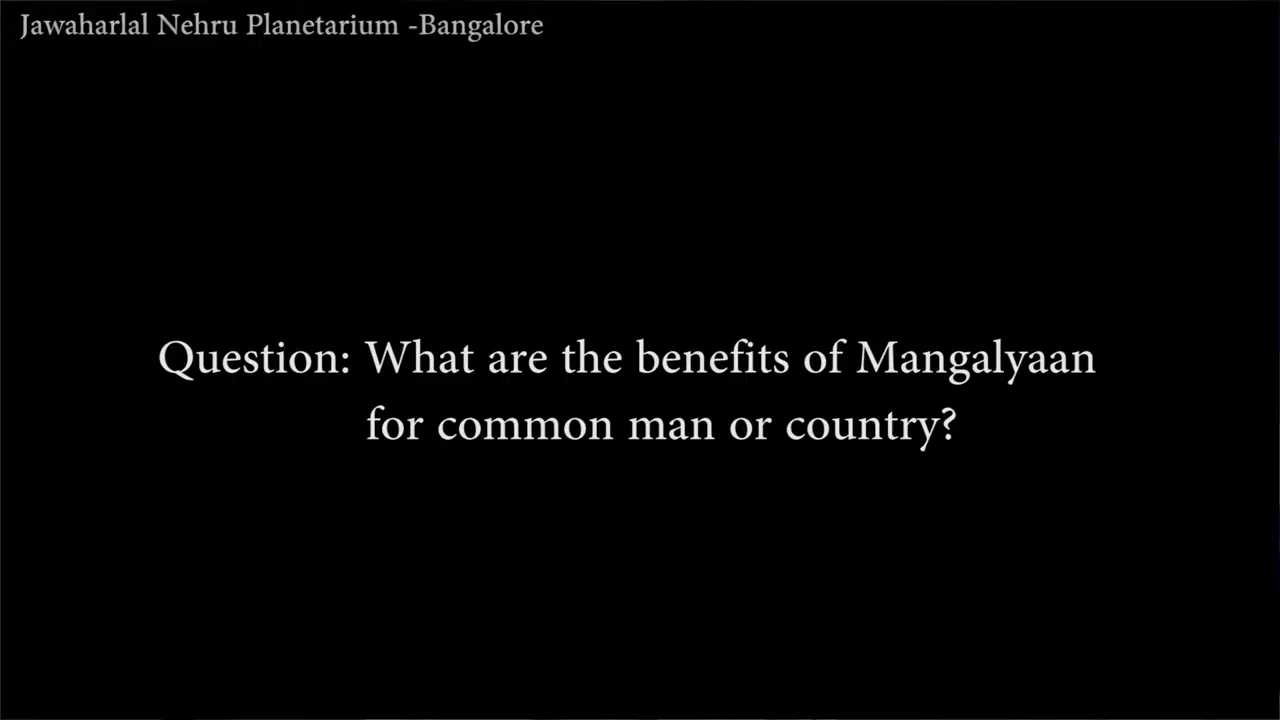 Jawaharlal Nehru Planetarium -Bangalore
Question: What are the benefits of Mangalyaan
for common man or country?